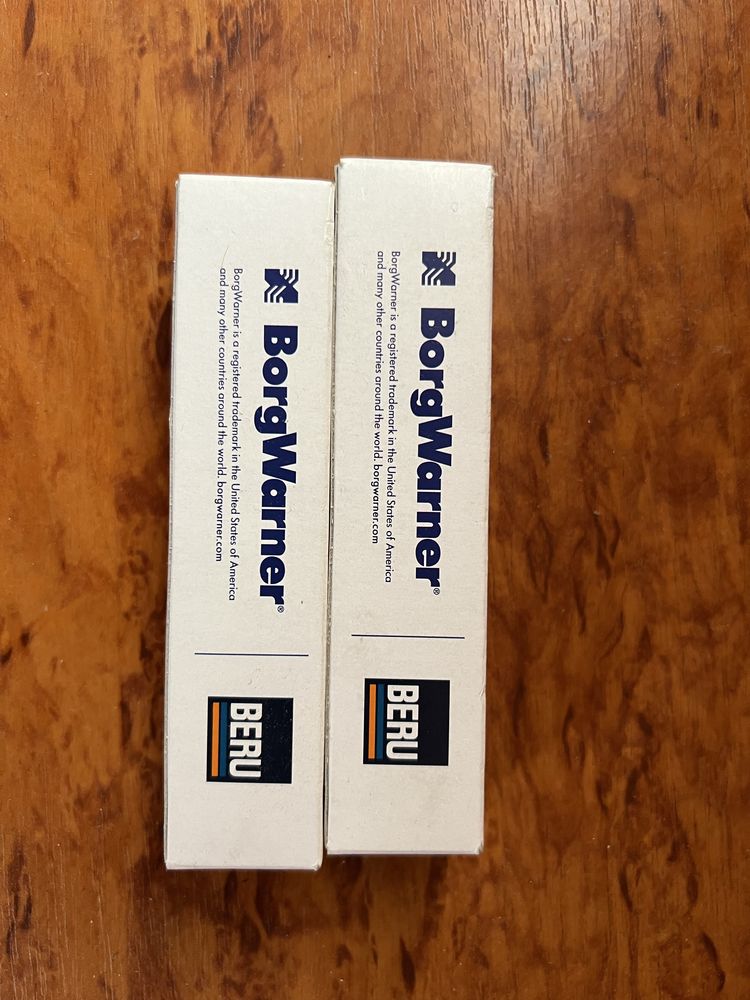 BorgWarner®
BorgWarner is a registered trademark in the United States of America
and many other countries around the world. borgwarner.com
BERU
BorgWarner®
BorgWarner is a registered trademark in the United States of America
and many other countries around the world. borgwarner.com
BERU